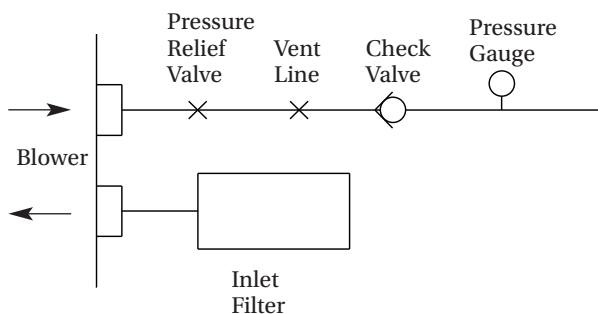 Pressure
Relief
Valve
Vent
Line
Check
Valve
Pressure
Gauge
Blower
Inlet
Filter